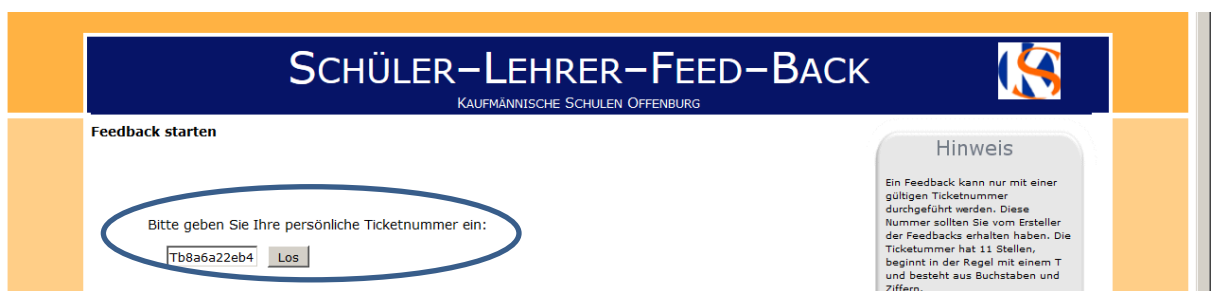 SCHÜLER–LEHRER–FEED–BACK
KAUFMÄNNISCHE SCHULEN OFFENBURG
KS
Feedback starten
Bitte geben Sie Ihre persönliche Ticketnummer ein:
Tb8a6a22eb4 Los
Hinweis
Ein Feedback kann nur mit einer
gültigen Ticketnummer
durchgeführt werden. Diese
Nummer sollten Sie vom Ersteller
der Feedbacks erhalten haben. Die
Ticketummer hat 11 Stellen,
beginnt in der Regel mit einem T
und besteht aus Buchstaben und
Ziffern.